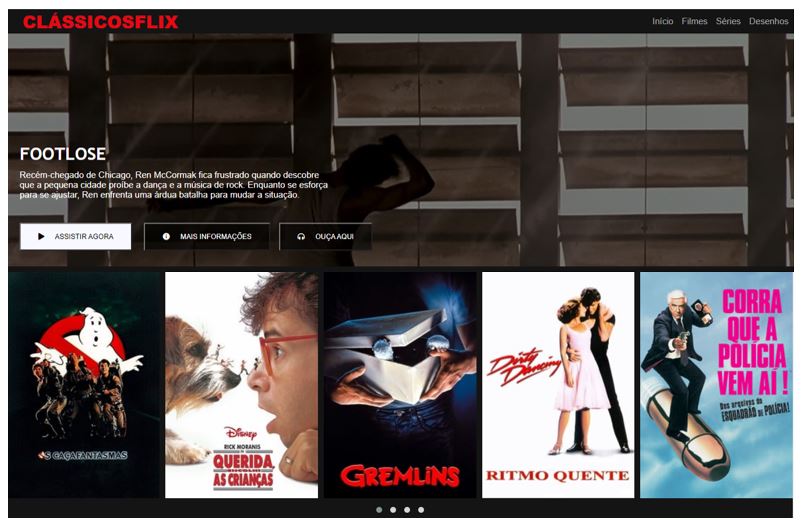 CLÁSSICOSFLIX
Início Filmes Séries Desenhos
FOOTLOSE
Recém-chegado de Chicago, Ren McCormak fica frustrado quando descobre
que a pequena cidade proíbe a dança e a música de rock. Enquanto se esforça
para se ajustar, Ren enfrenta uma árdua batalha para mudar a situação.
ASSISTIR AGORA
MAIS INFORMAÇÕES
OUÇA AQUI
OS CAÇAFANTASMAS
Disney
RICK MORANIS
QUERIDA,
AS CRIANÇAS
GREMLINS
Dirty
Dancing
RITMO QUENTE
CORRA
QUE A
POLÍCIA
VEM AÍ!
Dos arquivos do
ESQUADRÃO DE POLÍCIA!